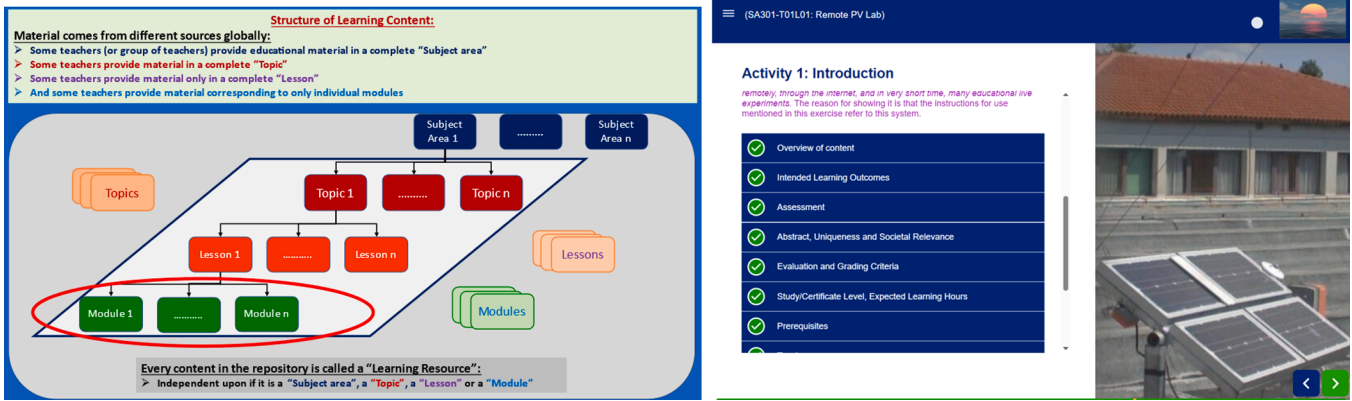 Structure of Learning Content:
Material comes from different sources globally:
➢ Some teachers (or group of teachers) provide educational material in a complete “Subject area”
➢ Some teachers provide material in a complete “Topic”
➢ Some teachers provide material only in a complete “Lesson”
➢ And some teachers provide material corresponding to only individual modules
Subject Area 1
..........
Subject Area n
Topics
Topic 1
..........
Topic n
Lesson 1
...........
Lesson n
Lessons
Module 1
...........
Module n
Modules
Every content in the repository is called a “Learning Resource”:
➢ Independent upon if it is a “Subject area”, a “Topic”, a “Lesson” or a “Module”
(SA301-T01L01: Remote PV Lab)
Activity 1: Introduction
remotely, through the internet, and in very short time, many educational live
experiments. The reason for showing it is that the instructions for use
mentioned in this exercise refer to this system.
Overview of content
Intended Learning Outcomes
Assessment
Abstract, Uniqueness and Societal Relevance
Evaluation and Grading Criteria
Study/Certificate Level, Expected Learning Hours
Prerequisites